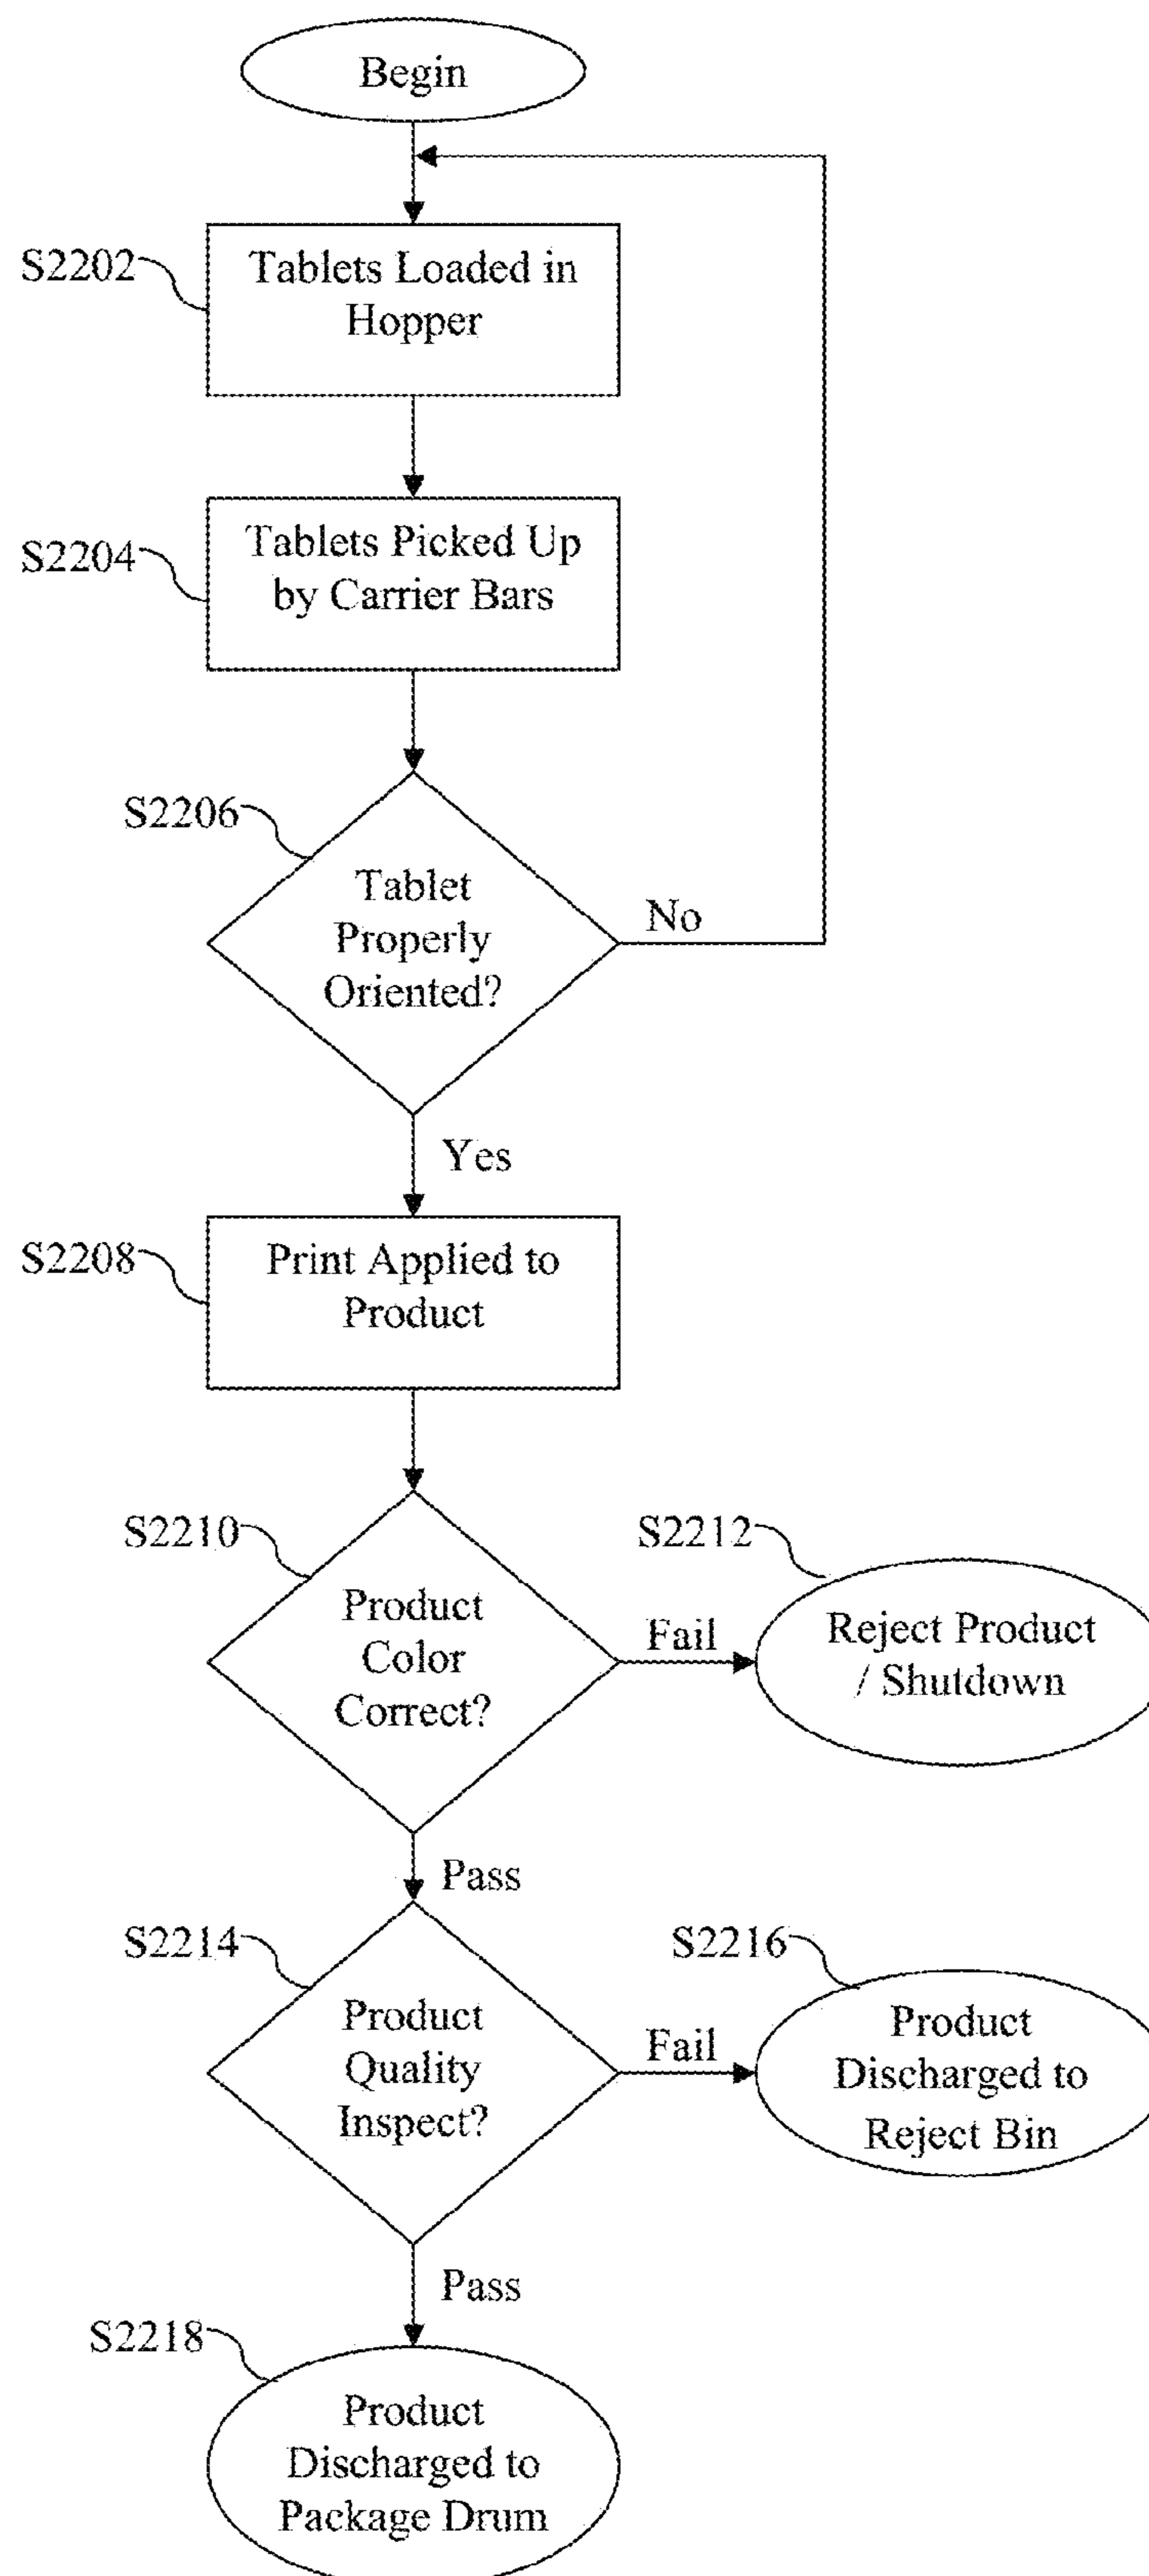 Begin
S2202
Tablets Loaded in
Hopper
S2204
Tablets Picked Up
by Carrier Bars
S2206
Tablet
Properly
Oriented?
No
Yes
S2208
Print Applied to
Product
S2210
Product
Color
Correct?
Fail
S2212
Reject Product
/ Shutdown
Pass
S2214
Product
Quality
Inspect?
Fail
S2216
Product
Discharged to
Reject Bin
Pass
S2218
Product
Discharged to
Package Drum